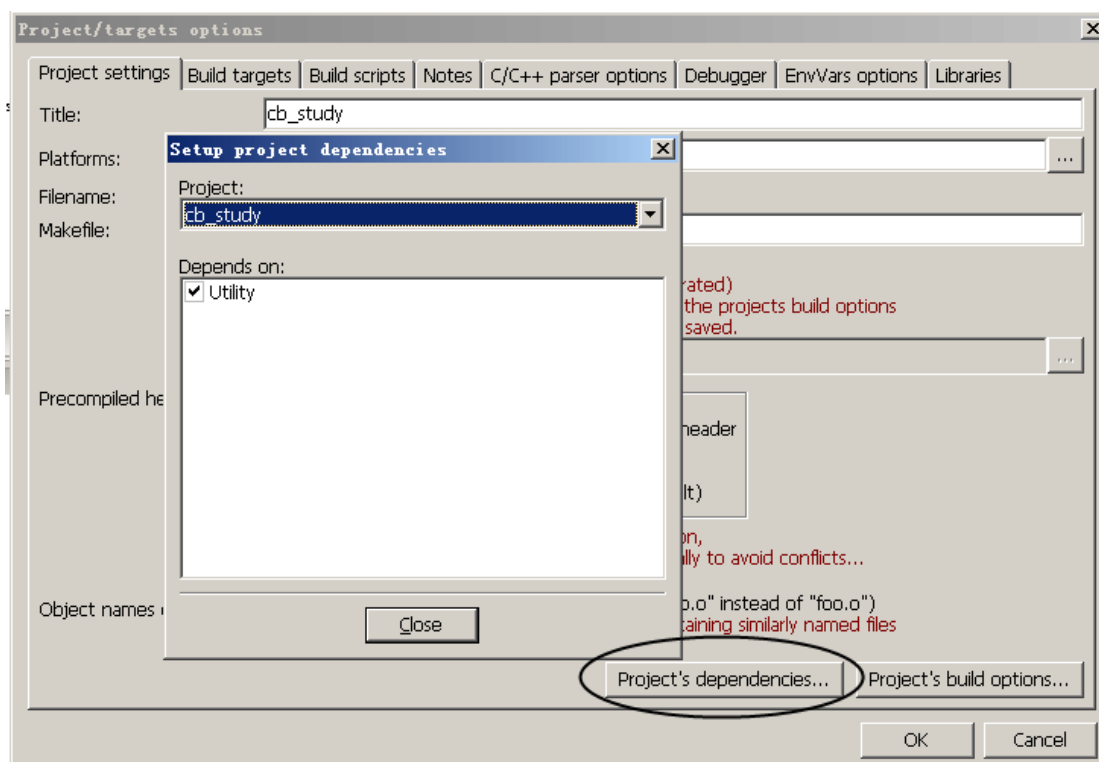 Project/targets options
Project settings Build targets Build scripts Notes C/C++ parser options Debugger EnvVars options Libraries
Title: cb_study
Setup project dependencies
Platforms: ...
Project:
Filename:
cb_study
Makefile:
Depends on:
Utility
rated)
the projects build options
saved.
...
Precompiled he
header
lt)
on,
lly to avoid conflicts...
Object names
o.o" instead of "foo.o")
taining similarly named files
Close
Project's dependencies... Project's build options...
OK Cancel